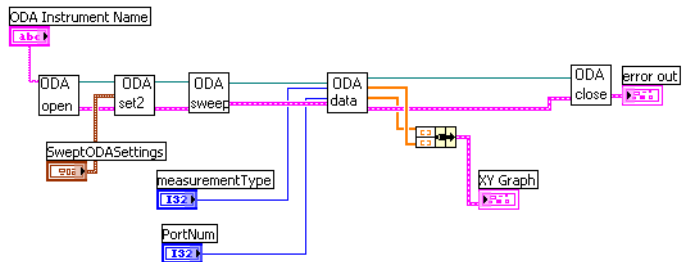 ODA Instrument Name
abc
ODA
open
ODA
set2
ODA
sweep
ODA
data
ODA
close
error out
SweptODASettings
measurementType
I32
XY Graph
PortNum
I32